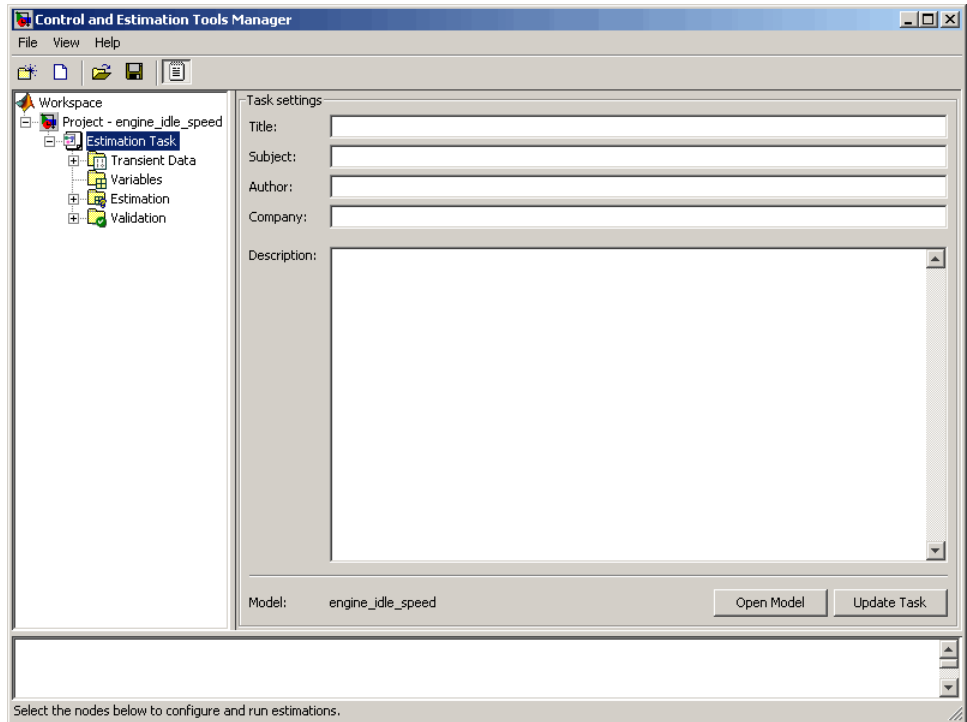 Control and Estimation Tools Manager
File View Help
Workspace
Project - engine_idle_speed
Estimation Task
Transient Data
Variables
Estimation
Validation
Task settings
Title:
Subject:
Author:
Company:
Description:
Model: engine_idle_speed Open Model Update Task
Select the nodes below to configure and run estimations.